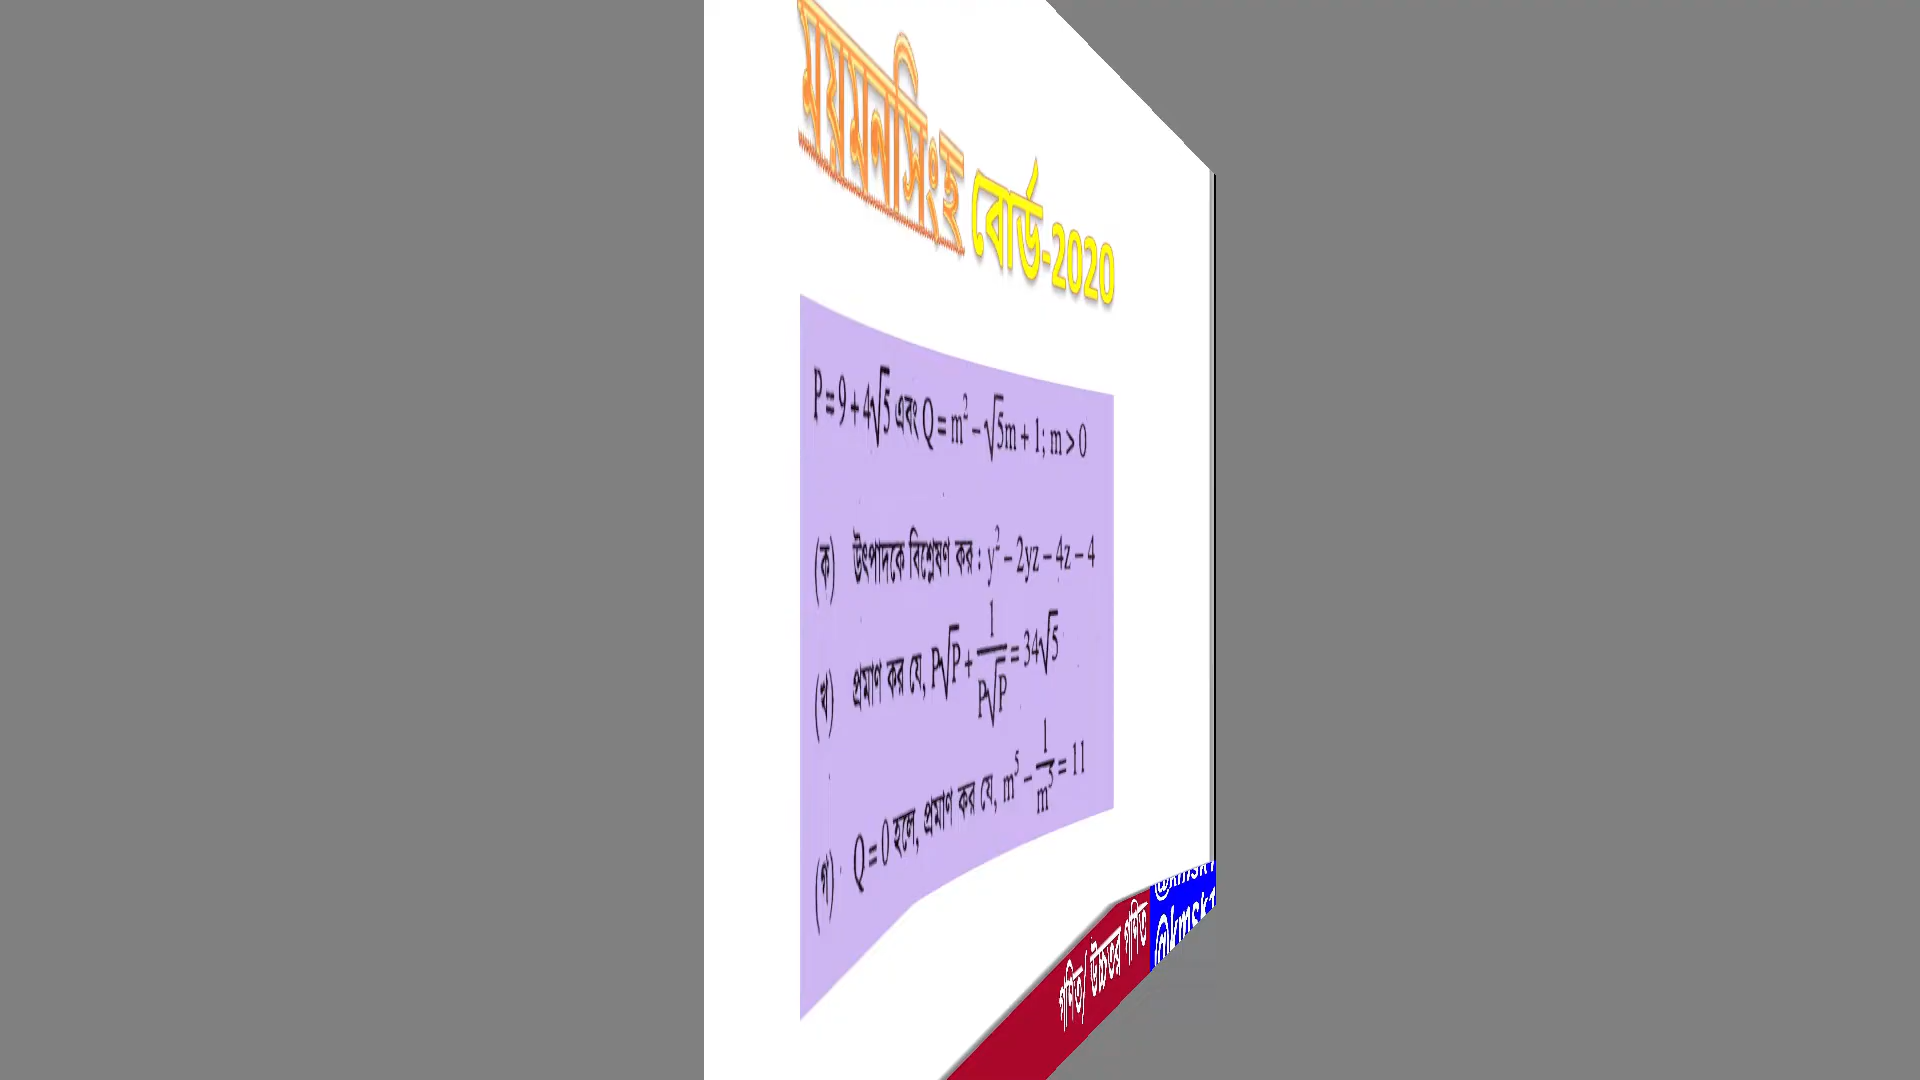 ময়মনসিংহ বোর্ড-2020
P = 9 + 4√5 এবং Q = m² − √5m + 1; m > 0
(ক) উৎপাদকে বিশ্লেষণ কর : y² − 2yz − 4z − 4
(খ) প্রমাণ কর যে, P√P + 1/P√P = 34√5
(গ) Q = 0 হলে, প্রমাণ কর যে, m⁵ − 1/m⁵ = 11
গণিত/ উচ্চতর গণিত